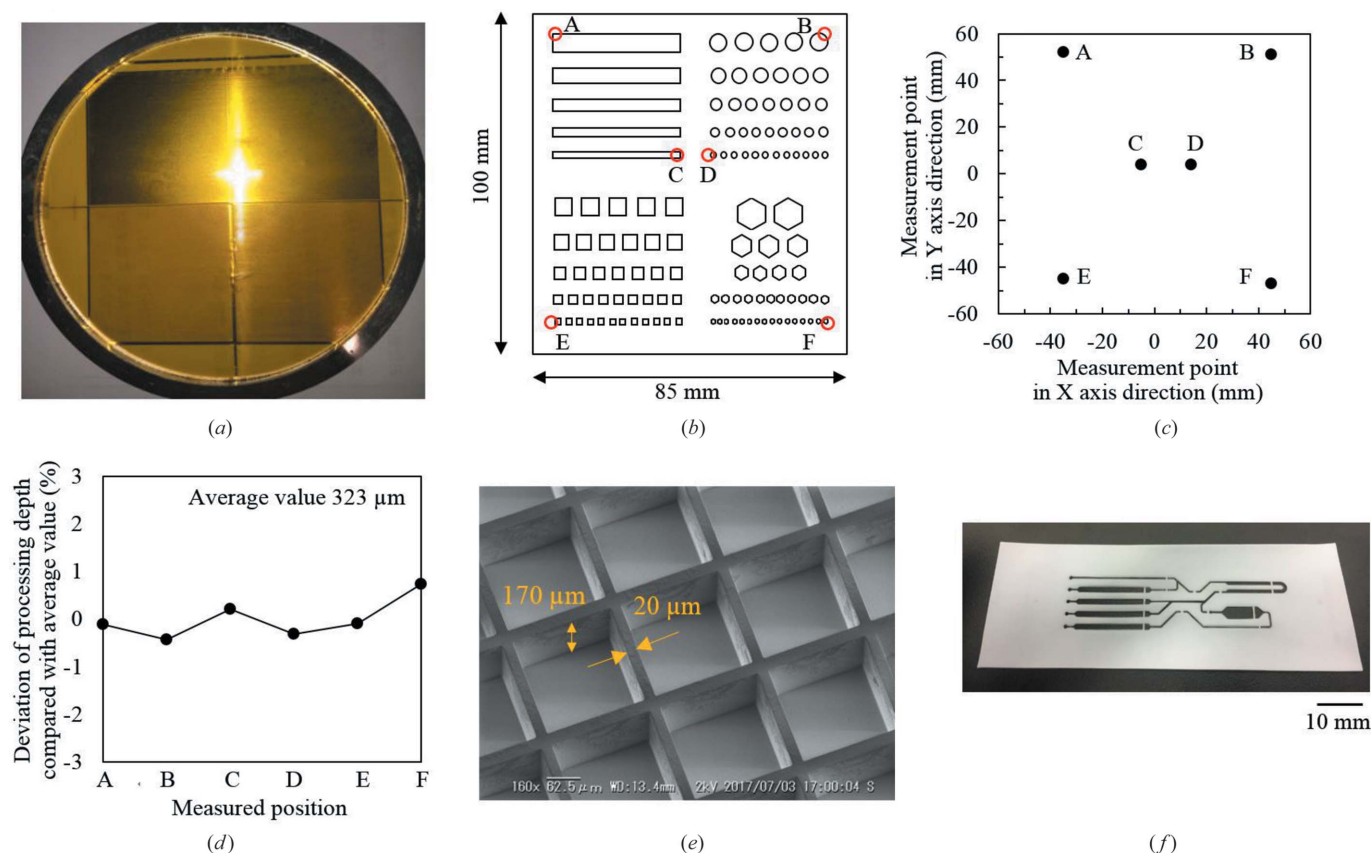 A
B
100 mm
C
D
E
F
85 mm
Measurement point
in Y axis direction (mm)
60
40
20
0
-20
-40
-60
A
B
C
D
E
F
-60
-40
-20
0
20
40
60
Measurement point
in X axis direction (mm)
(a)
(b)
(c)
Deviation of processing depth
compared with average value (%)
3
2
1
0
-1
-2
-3
Average value 323 µm
A
B
C
D
E
F
Measured position
170 µm
20 µm
160× 62.5μm WD:13.4mm 2kV 2017/07/03 17:00:04 S
10 mm
(d)
(e)
(f)